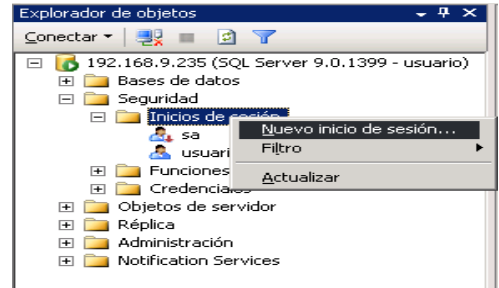 Explorador de objetos
Conectar
192.168.9.235 (SQL Server 9.0.1399 - usuario)
Bases de datos
Seguridad
Inicios de sesión
Nuevo inicio de sesión...
sa
Filtro
usuari
Funciones
Actualizar
Credenciales
Objetos de servidor
Réplica
Administración
Notification Services